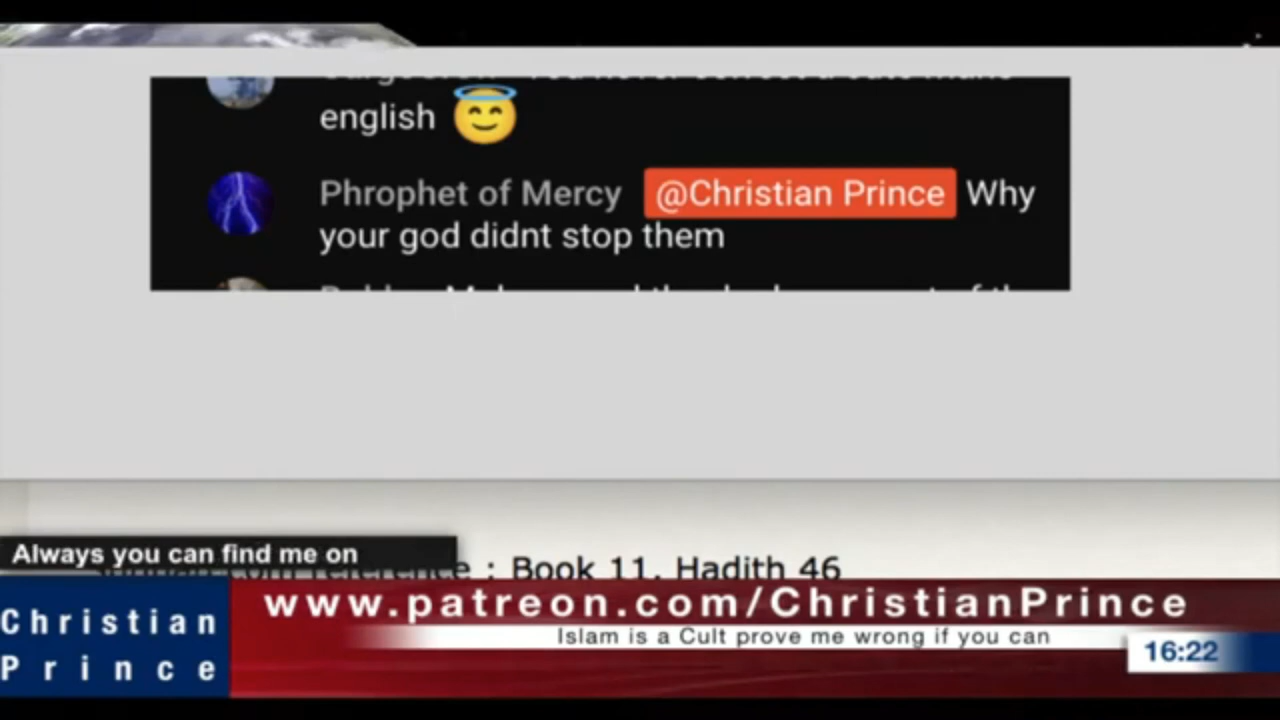 english
Phrophet of Mercy @Christian Prince Why
your god didnt stop them
Always you can find me on
: Book 11, Hadith 46
Christian
Prince
www.patreon.com/ChristianPrince
Islam is a Cult prove me wrong if you can
16:22